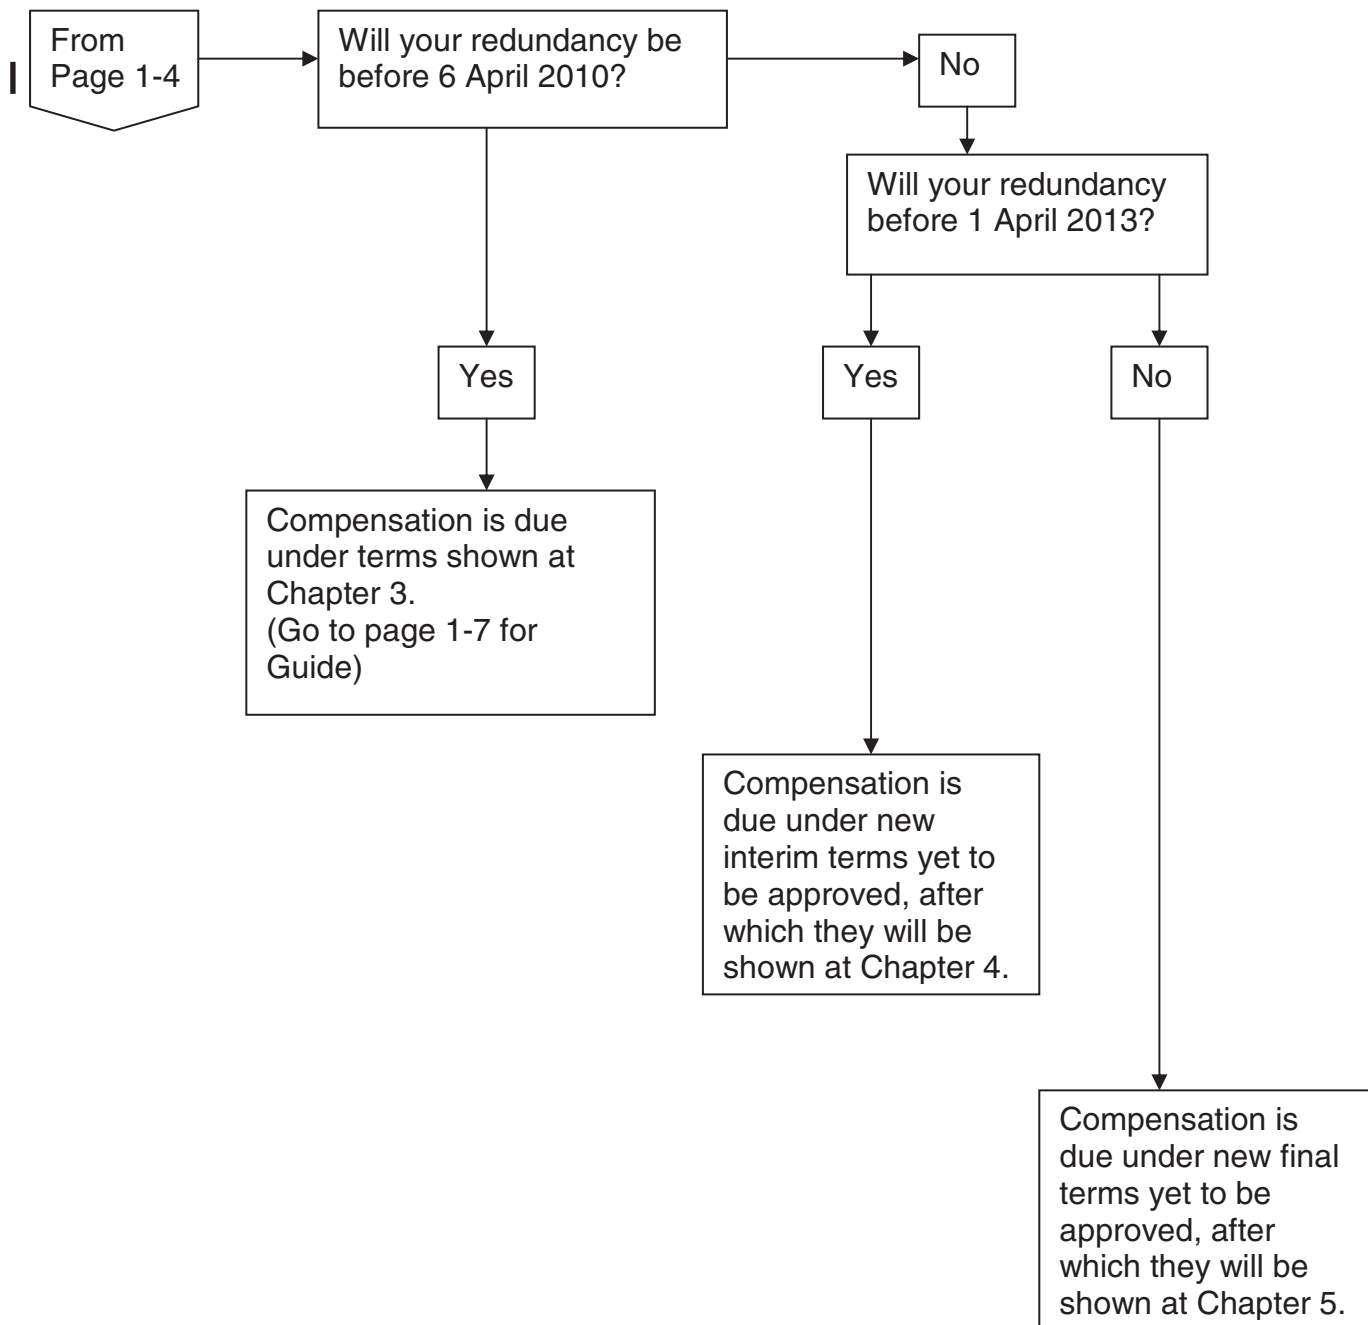 From
Page 1-4
Will your redundancy be
before 6 April 2010?
No
Will your redundancy
before 1 April 2013?
Yes
Yes
No
Compensation is due
under terms shown at
Chapter 3.
(Go to page 1-7 for
Guide)
Compensation is
due under new
interim terms yet to
be approved, after
which they will be
shown at Chapter 4.
Compensation is
due under new final
terms yet to be
approved, after
which they will be
shown at Chapter 5.